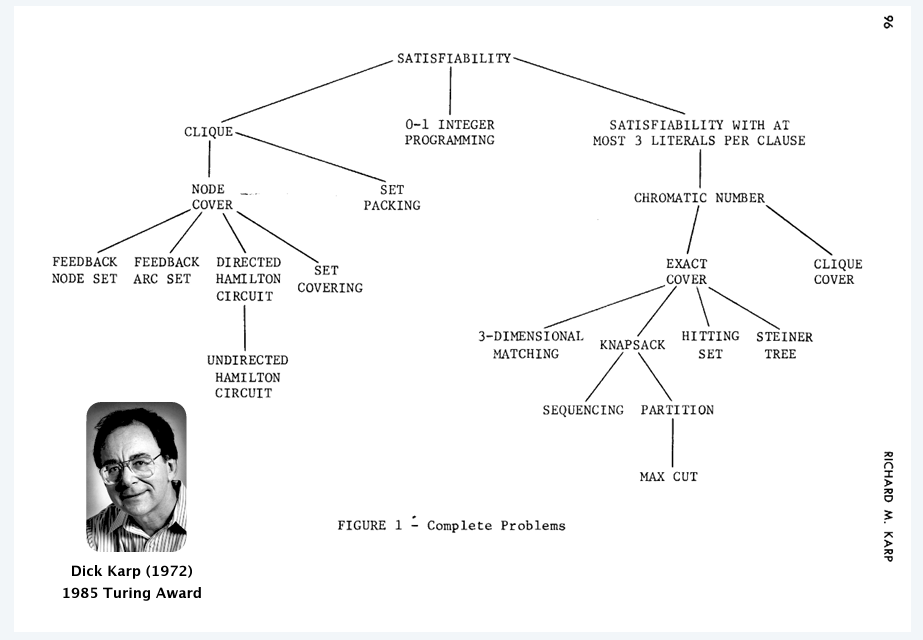 96
SATISFIABILITY
CLIQUE
0-1 INTEGER
PROGRAMMING
SATISFIABILITY WITH AT
MOST 3 LITERALS PER CLAUSE
NODE
COVER
SET
PACKING
CHROMATIC NUMBER
FEEDBACK
NODE SET
FEEDBACK
ARC SET
DIRECTED
HAMILTON
CIRCUIT
SET
COVERING
EXACT
COVER
CLIQUE
COVER
3-DIMENSIONAL
MATCHING
KNAPSACK
HITTING
SET
STEINER
TREE
UNDIRECTED
HAMILTON
CIRCUIT
SEQUENCING
PARTITION
MAX CUT
FIGURE 1 - Complete Problems
RICHARD M. KARP
Dick Karp (1972)
1985 Turing Award